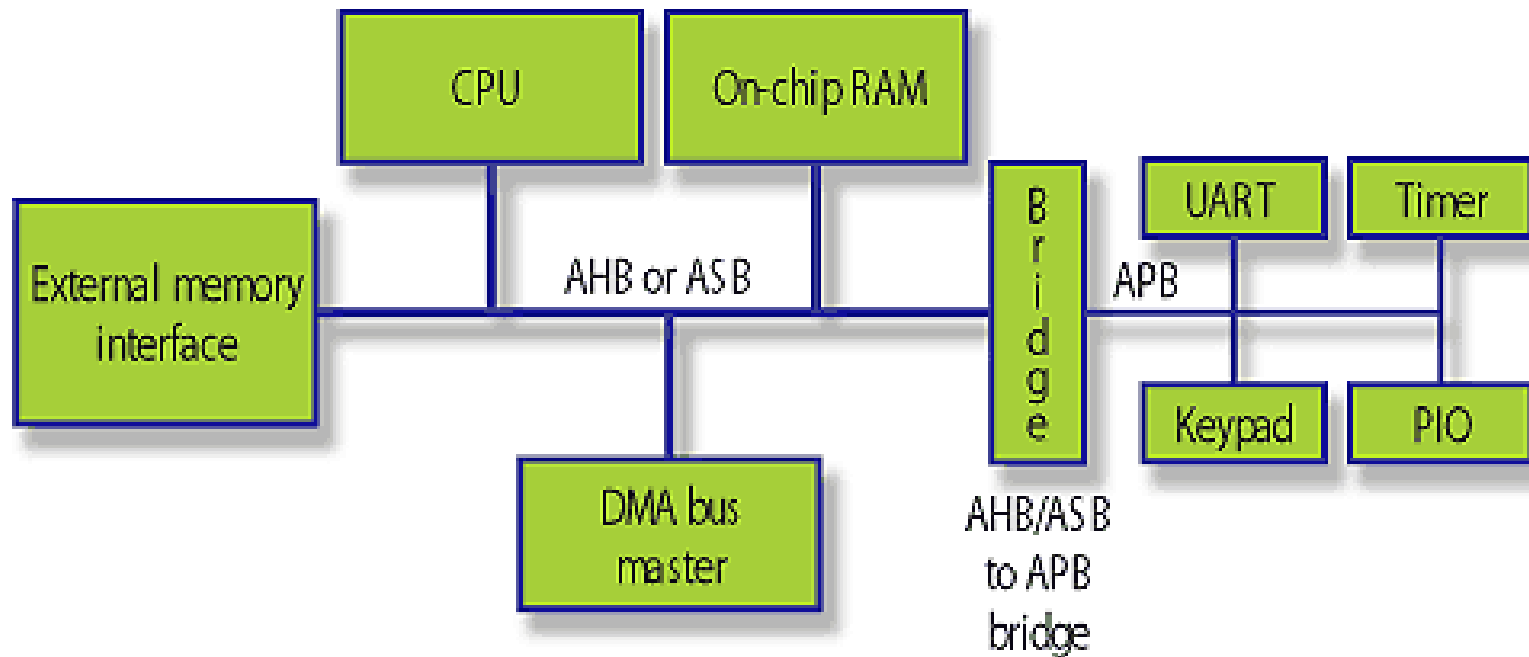 CPU
On-chip RAM
External memory
interface
AHB or ASB
DMA bus
master
Bridge
AHB/ASB
to APB
bridge
APB
UART
Timer
Keypad
PIO